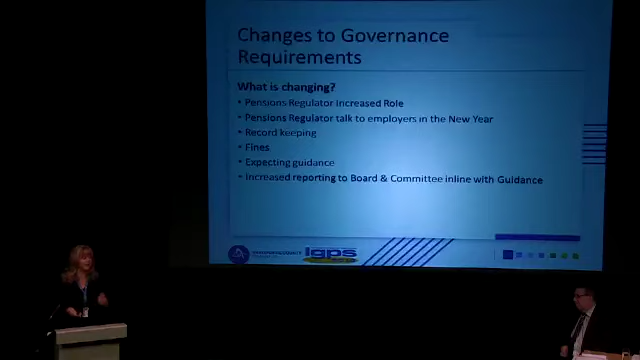 Changes to Governance
Requirements
What is changing?
• Pensions Regulator Increased Role
• Pensions Regulator talk to employers in the New Year
• Record keeping
• Fines
• Expecting guidance
• Increased reporting to Board & Committee inline with Guidance
lgps